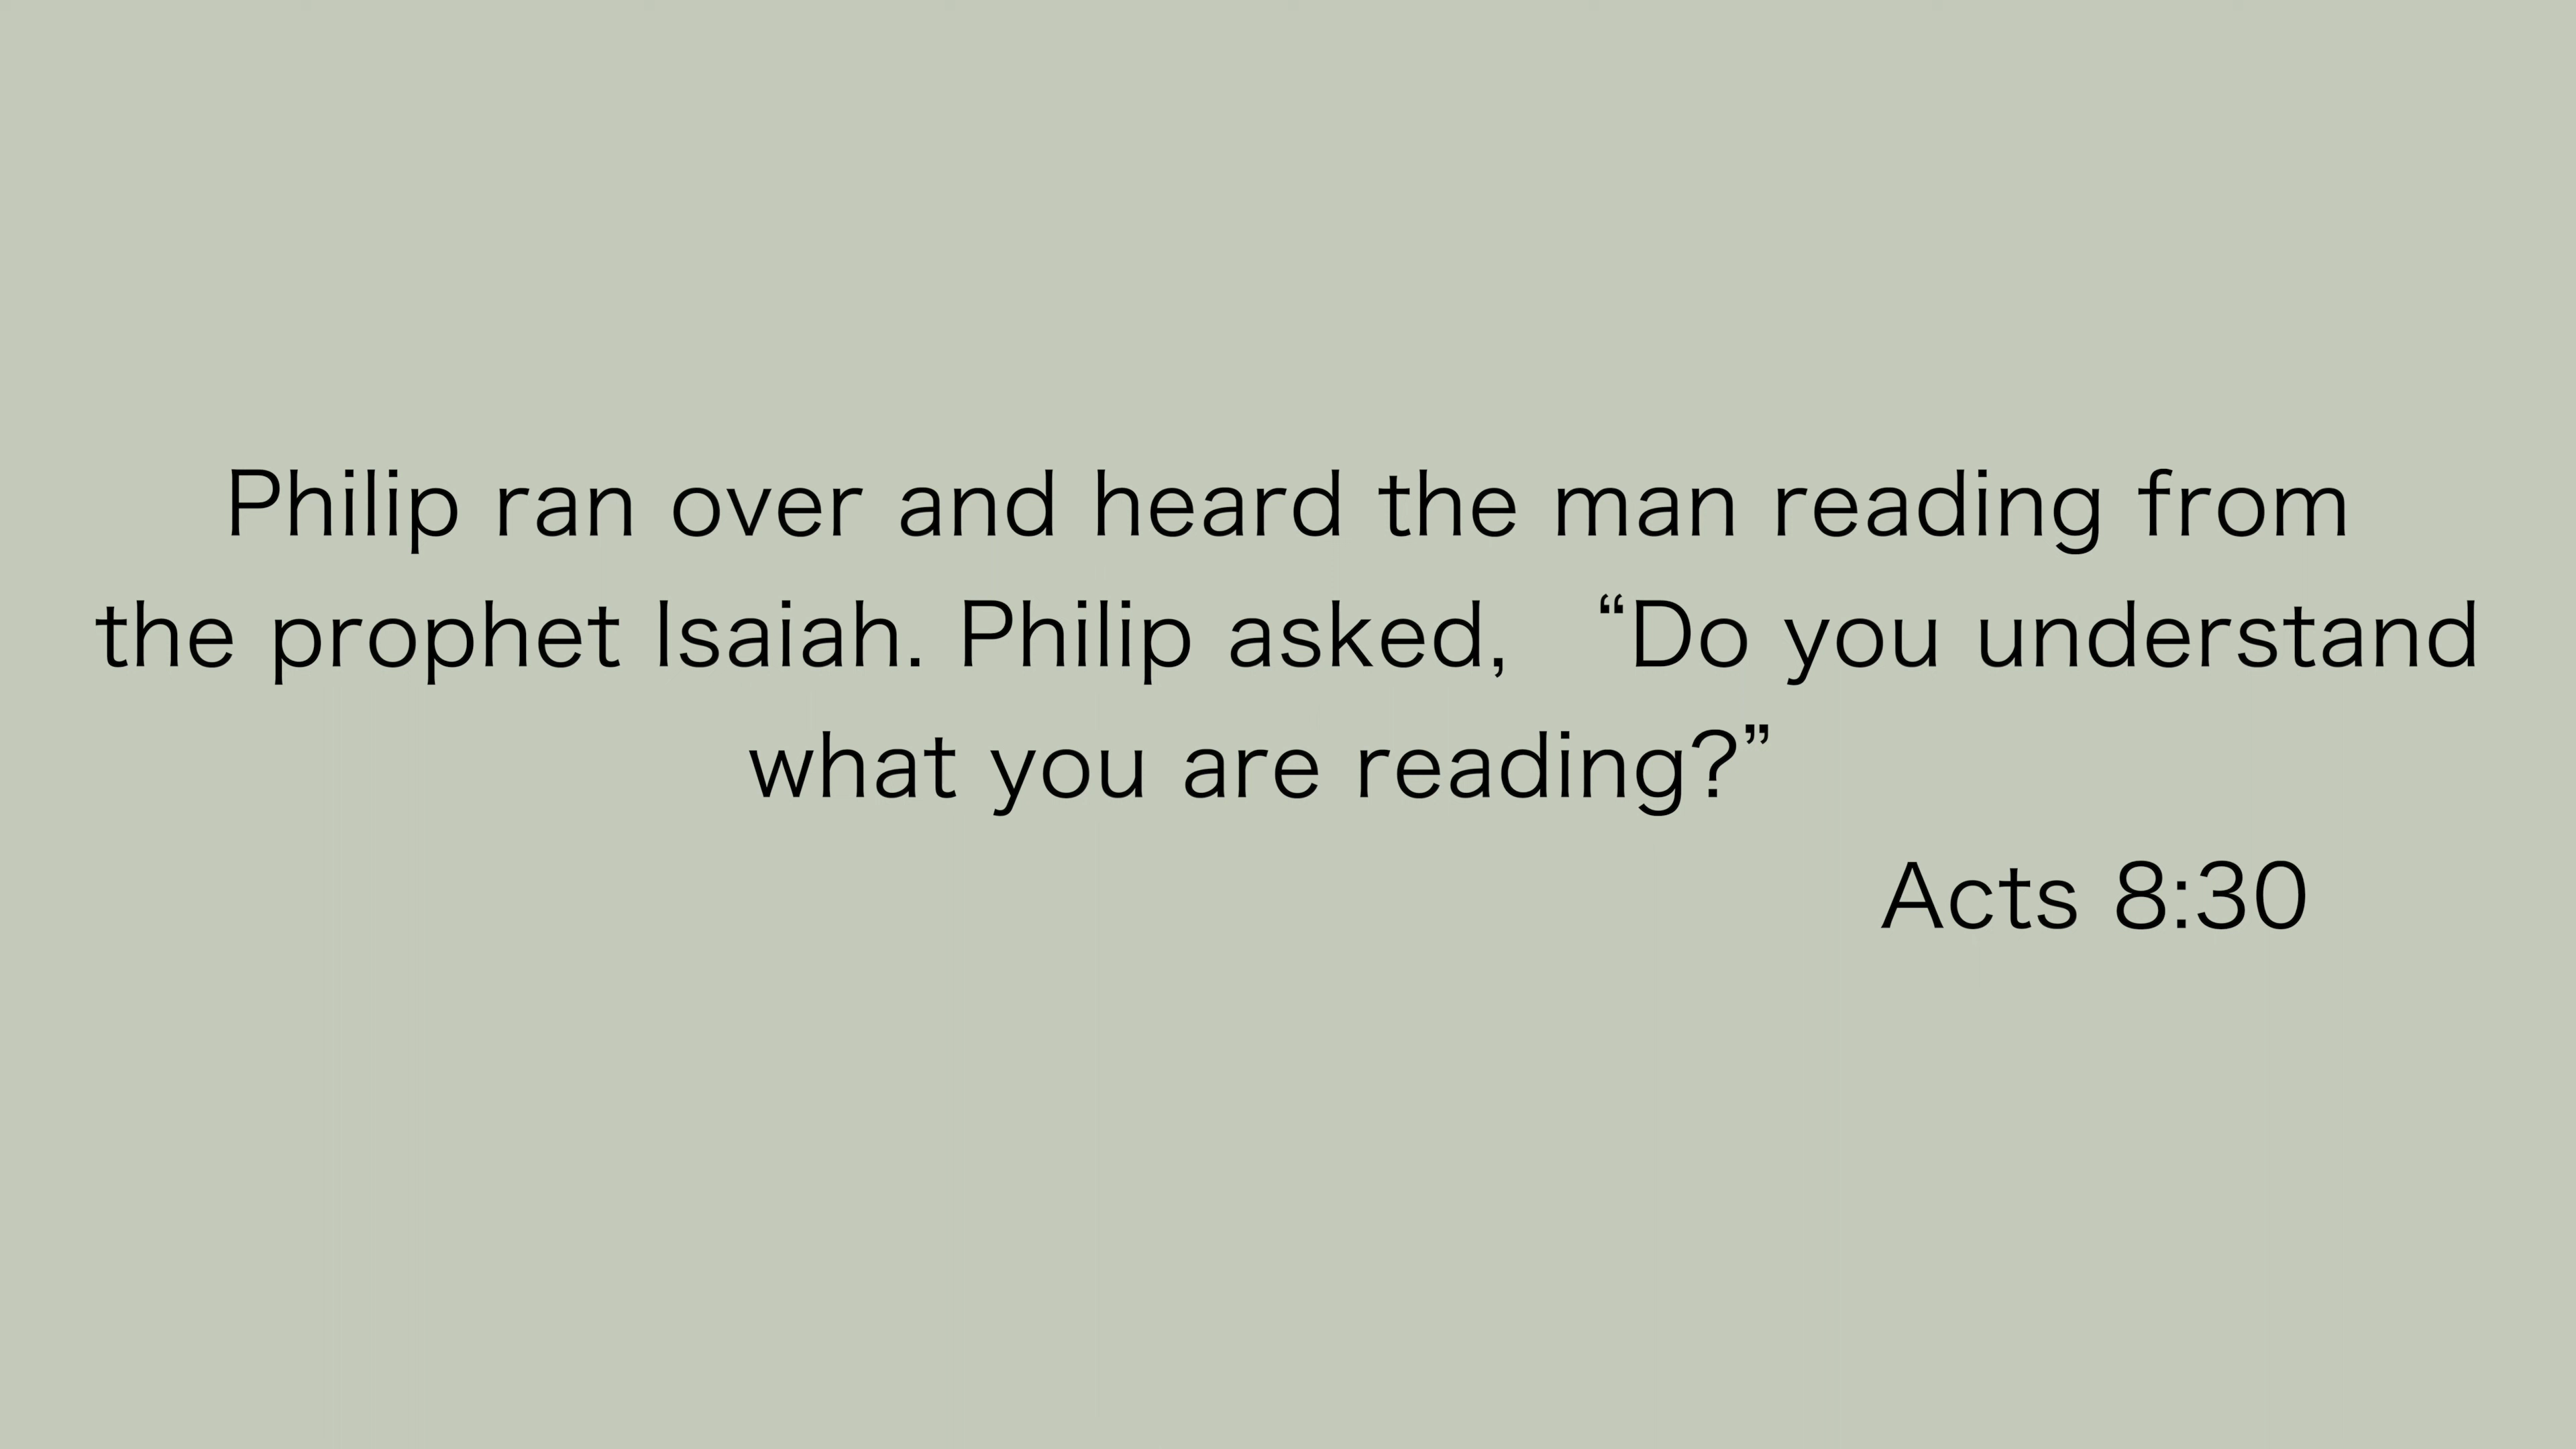 Philip ran over and heard the man reading from
the prophet Isaiah. Philip asked, “Do you understand
what you are reading?”
Acts 8:30